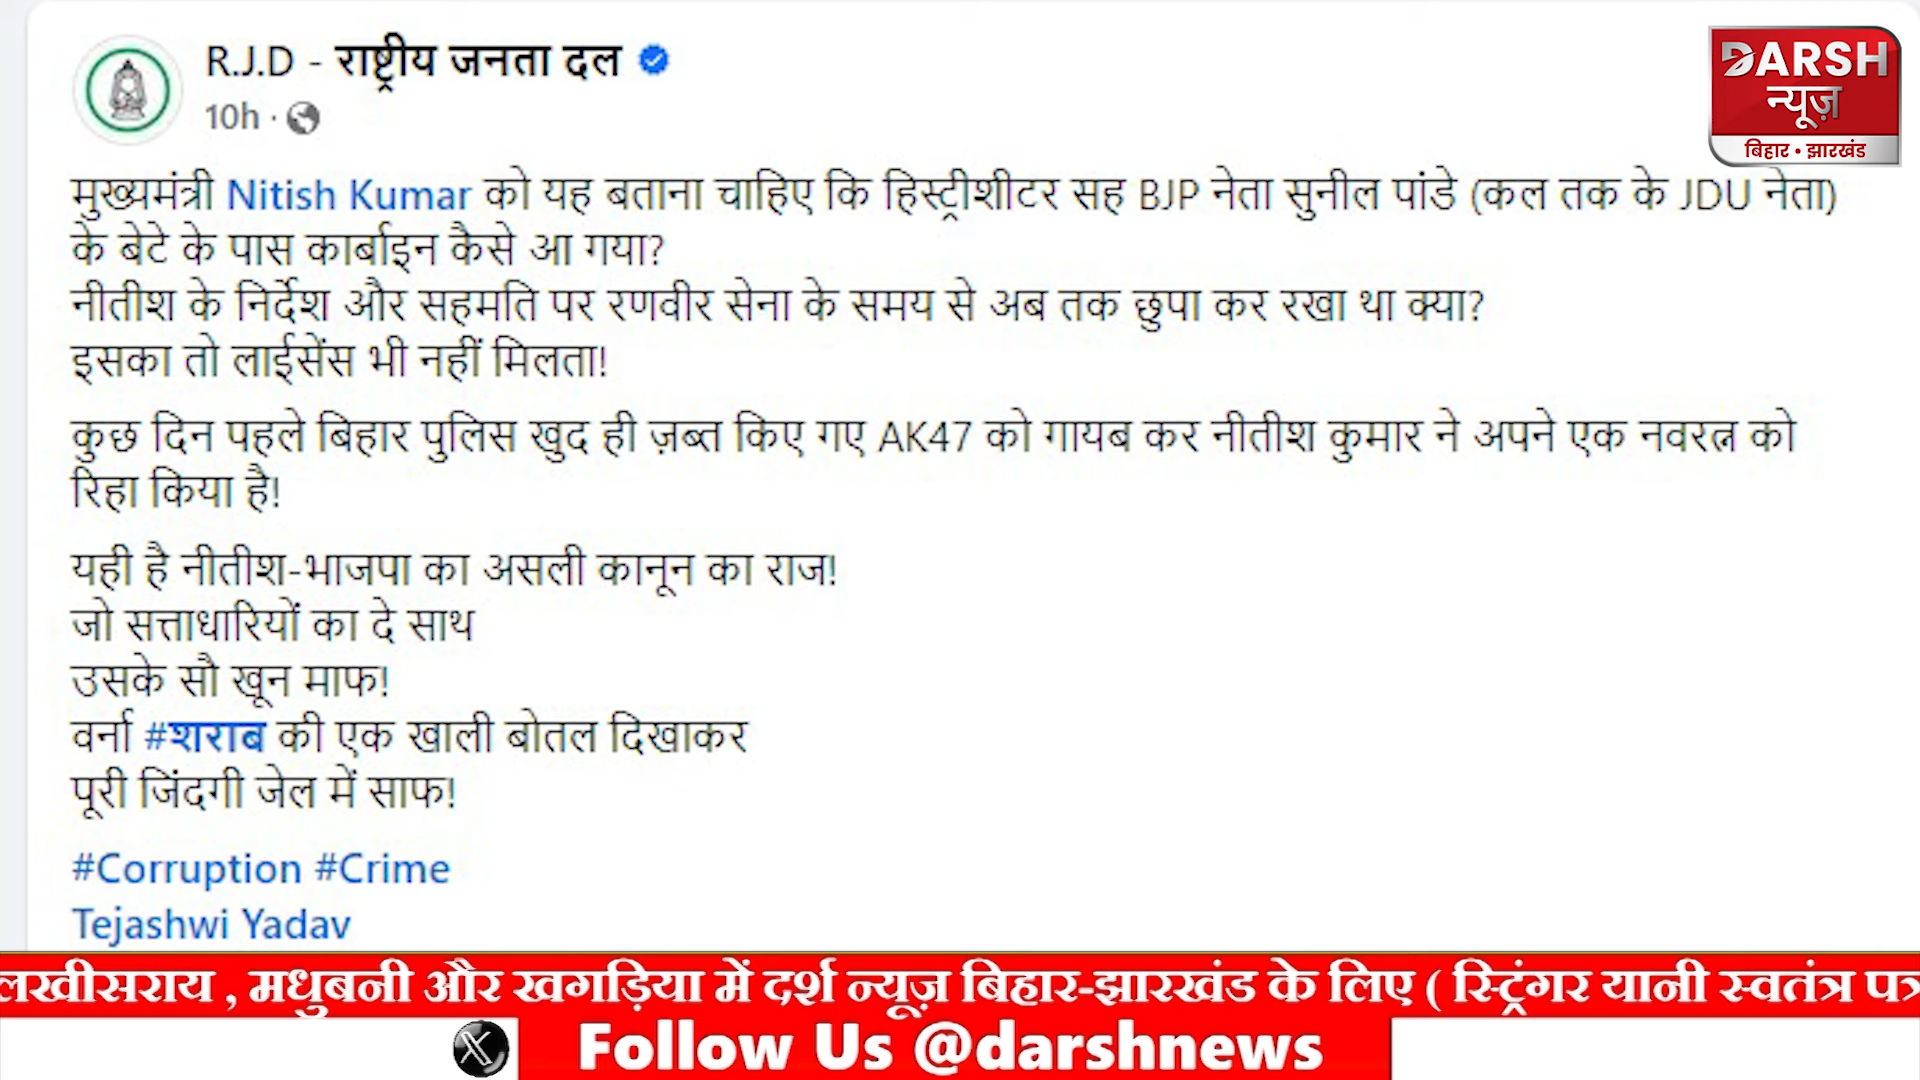 R.J.D - राष्ट्रीय जनता दल
10h ·
DARSH
न्यूज़
बिहार • झारखंड
मुख्यमंत्री Nitish Kumar को यह बताना चाहिए कि हिस्ट्रीशीटर सह BJP नेता सुनील पांडे (कल तक के JDU नेता)
के बेटे के पास कार्बाइन कैसे आ गया?
नीतीश के निर्देश और सहमति पर रणवीर सेना के समय से अब तक छुपा कर रखा था क्या?
इसका तो लाईसेंस भी नहीं मिलता!
कुछ दिन पहले बिहार पुलिस खुद ही ज़ब्त किए गए AK47 को गायब कर नीतीश कुमार ने अपने एक नवरत्न को
रिहा किया है!
यही है नीतीश-भाजपा का असली कानून का राज!
जो सत्ताधारियों का दे साथ
उसके सौ खून माफ!
वर्ना #शराब की एक खाली बोतल दिखाकर
पूरी जिंदगी जेल में साफ!
#Corruption #Crime
Tejashwi Yadav
लखीसराय , मधुबनी और खगड़िया में दर्श न्यूज़ बिहार-झारखंड के लिए ( स्ट्रिंगर यानी स्वतंत्र पत्र
Follow Us @darshnews